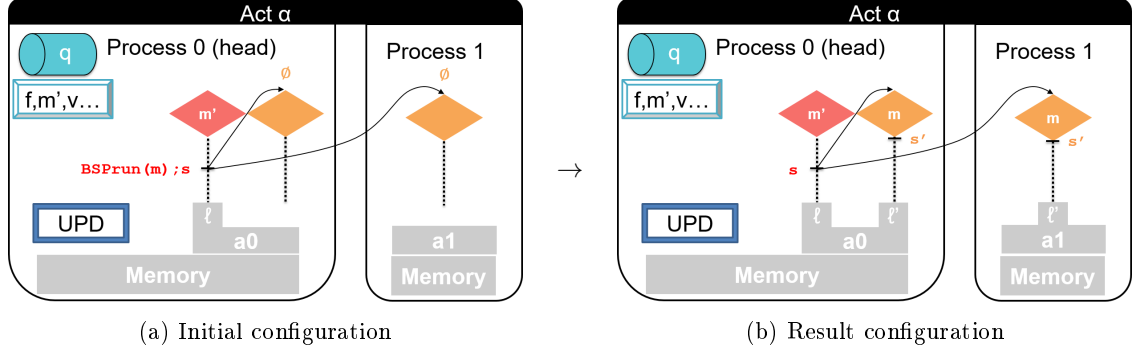 Act α
Process 0 (head)
Process 1
q
f,m’,v…
∅
∅
m’
BSPrun(m);s
UPD
ℓ
a0
a1
Memory
Memory
(a) Initial configuration
→
Act α
Process 0 (head)
Process 1
q
f,m’,v…
m’
m
m
s’
s’
s
UPD
ℓ
ℓ’
ℓ’
a0
a1
Memory
Memory
(b) Result configuration